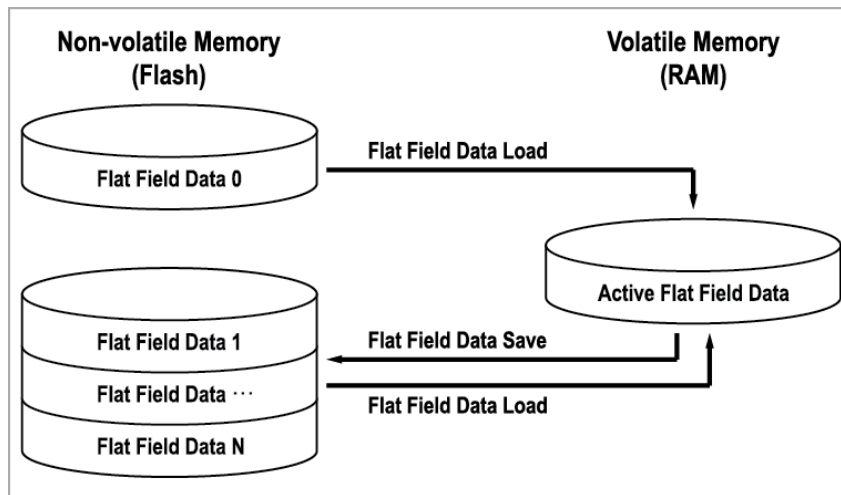 Non-volatile Memory
(Flash)
Volatile Memory
(RAM)
Flat Field Data Load
Flat Field Data 0
Active Flat Field Data
Flat Field Data 1
Flat Field Data Save
Flat Field Data ···
Flat Field Data Load
Flat Field Data N